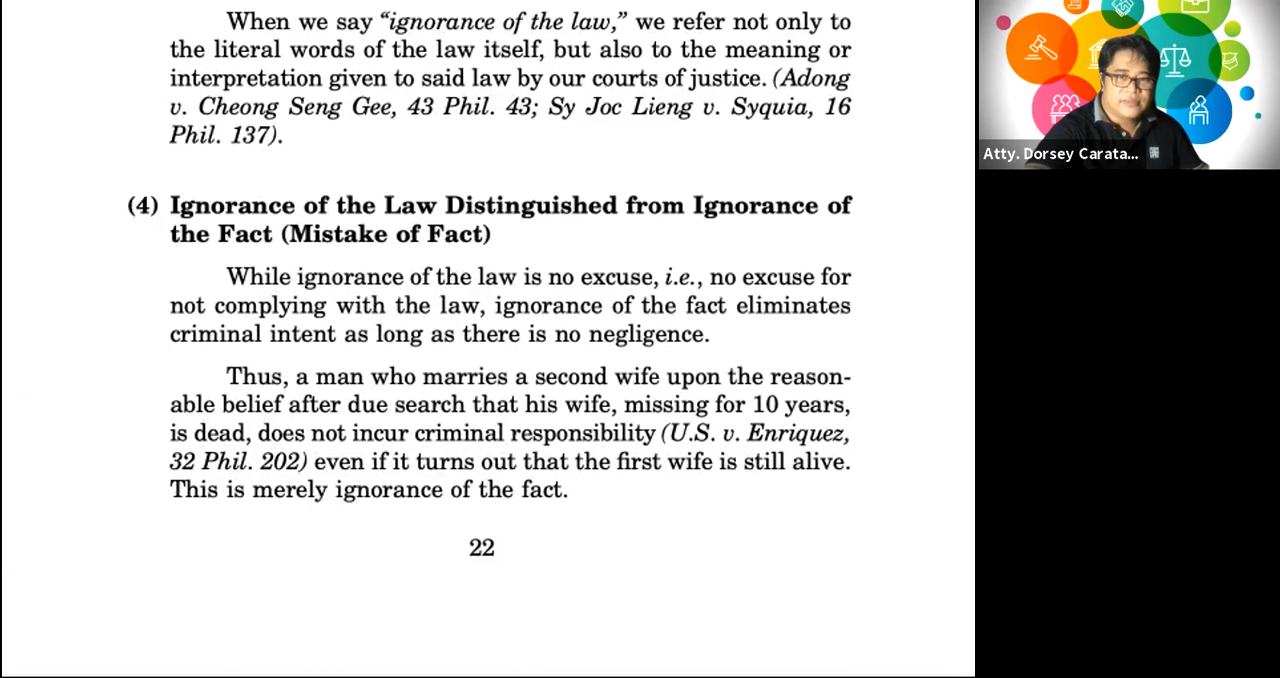 When we say “ignorance of the law,” we refer not only to
the literal words of the law itself, but also to the meaning or
interpretation given to said law by our courts of justice. (Adong
v. Cheong Seng Gee, 43 Phil. 43; Sy Joc Lieng v. Syquia, 16
Phil. 137).
(4) Ignorance of the Law Distinguished from Ignorance of
the Fact (Mistake of Fact)
While ignorance of the law is no excuse, i.e., no excuse for
not complying with the law, ignorance of the fact eliminates
criminal intent as long as there is no negligence.
Thus, a man who marries a second wife upon the reason-
able belief after due search that his wife, missing for 10 years,
is dead, does not incur criminal responsibility (U.S. v. Enriquez,
32 Phil. 202) even if it turns out that the first wife is still alive.
This is merely ignorance of the fact.
22
Atty. Dorsey Carata...